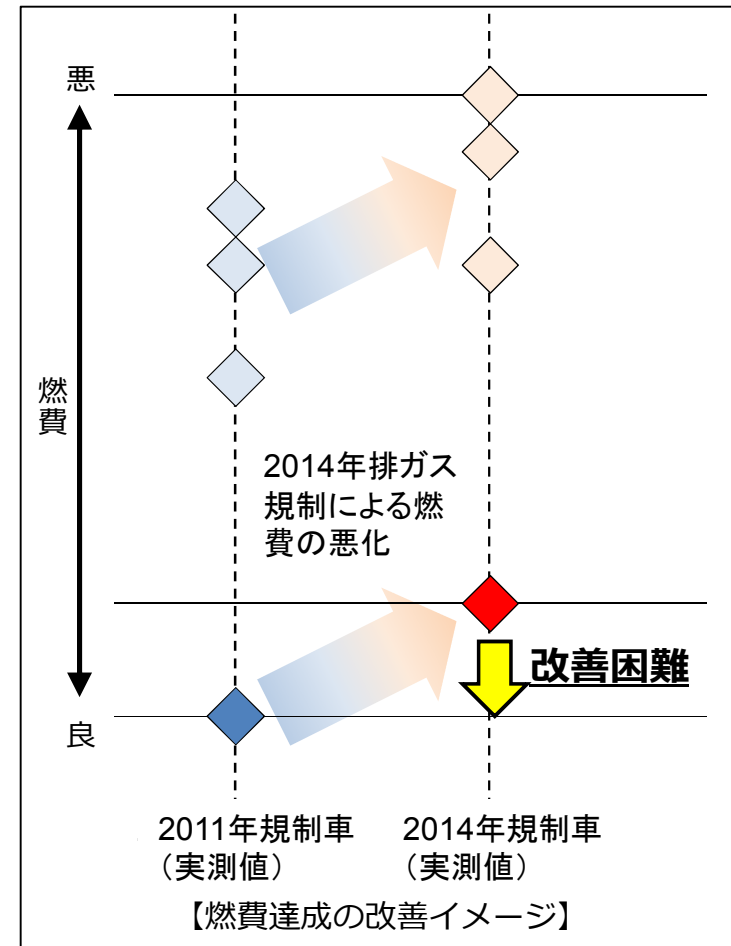 悪
燃
費
2014年排ガス
規制による燃
費の悪化
改善困難
良
2011年規制車
(実測値)
2014年規制車
(実測値)
【燃費達成の改善イメージ】